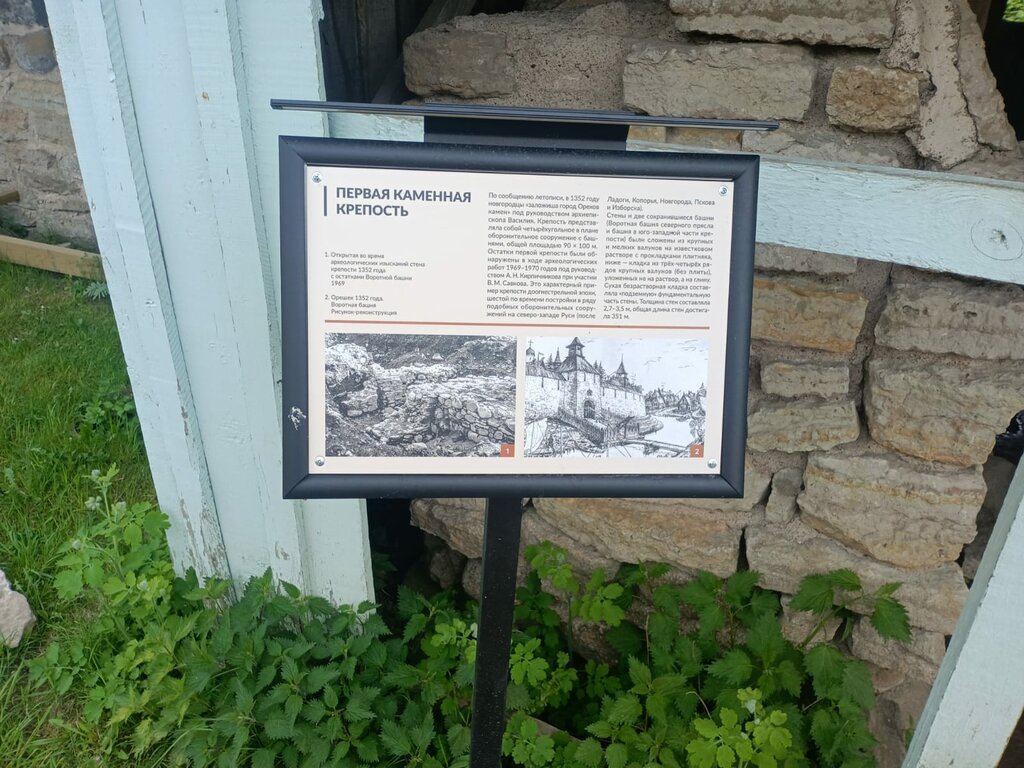 ПЕРВАЯ КАМЕННАЯ
КРЕПОСТЬ
1. Открытая во время
археологических изысканий стена
крепости 1352 года
с остатками Воротной башни
1969
2. Орешек 1352 года.
Воротная башня
Рисунок-реконструкция
По сообщению летописи, в 1352 году
новгородцы «заложиша город Орехов
камен» под руководством архиепи-
скопа Василия. Крепость представ-
ляла собой четырёхугольное в плане
оборонительное сооружение с баш-
нями, общей площадью 90 × 100 м.
Остатки первой крепости были об-
наружены в ходе археологических
работ 1969–1970 годов под руковод-
ством А. Н. Кирпичникова при участии
В. М. Савкова. Это характерный при-
мер крепости доогнестрельной эпохи,
шестой по времени постройки в ряду
подобных оборонительных соору-
жений на северо-западе Руси (после
Ладоги, Копорья, Новгорода, Пскова
и Изборска).
Стены и две сохранившиеся башни
(Воротная башня северного прясла
и башня в юго-западной части кре-
пости) были сложены из крупных
и мелких валунов на известковом
растворе с прокладками плитняка,
ниже — кладка из трёх-четырёх ря-
дов крупных валунов (без плиты),
уложенных не на раствор, а на глину.
Сухая безрастворная кладка состав-
ляла «подземную» фундаментальную
часть стены. Толщина стен составляла
2,7–3,5 м, общая длина стен достига-
ла 351 м.
1
2